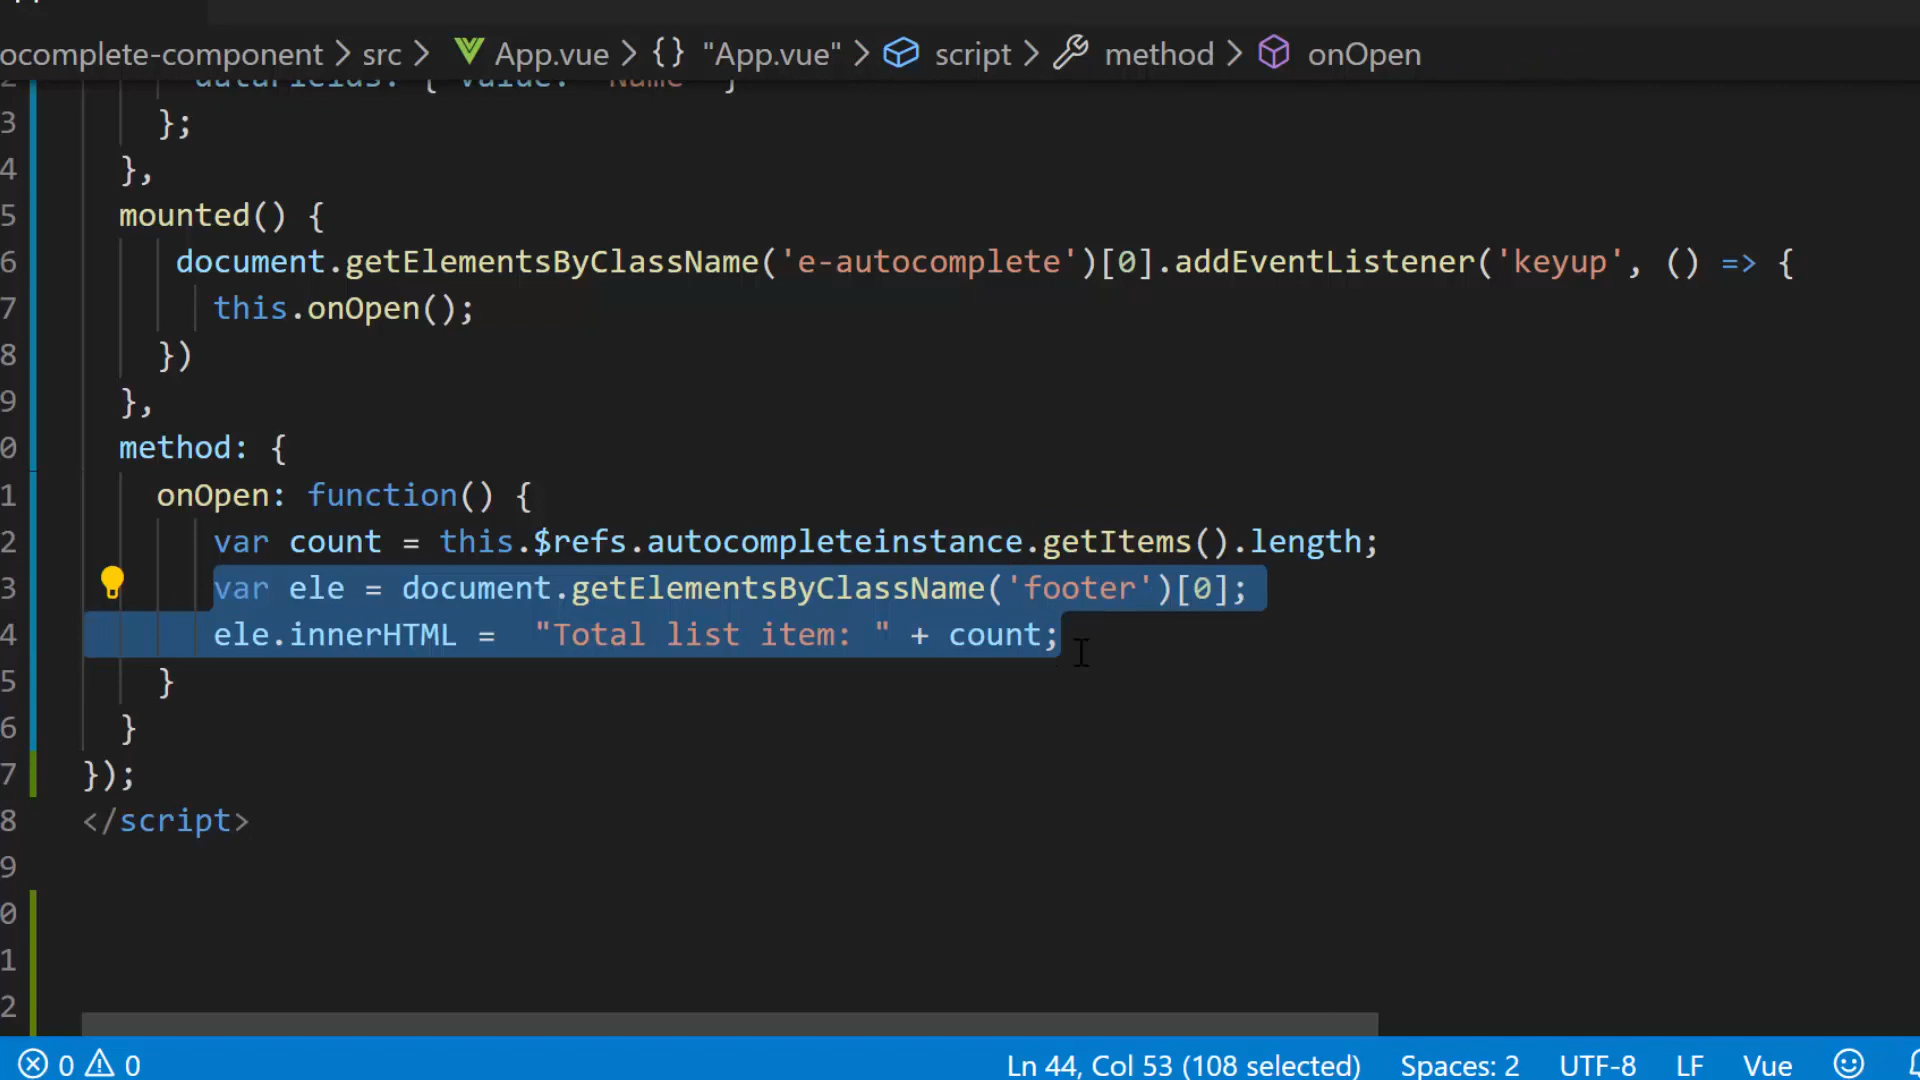 ocomplete-component > src > App.vue > {} "App.vue" > script > method > onOpen
2 dataFields: { value: "Name" }
3 };
4 },
5 mounted() {
6 document.getElementsByClassName('e-autocomplete')[0].addEventListener('keyup', () => {
7 this.onOpen();
8 })
9 },
0 method: {
1 onOpen: function() {
2 var count = this.$refs.autocompleteinstance.getItems().length;
3 var ele = document.getElementsByClassName('footer')[0];
4 ele.innerHTML =  "Total list item: " + count;
5 }
6 }
7 });
8 </script>
9
0
1
2
0 0 Ln 44, Col 53 (108 selected) Spaces: 2 UTF-8 LF Vue